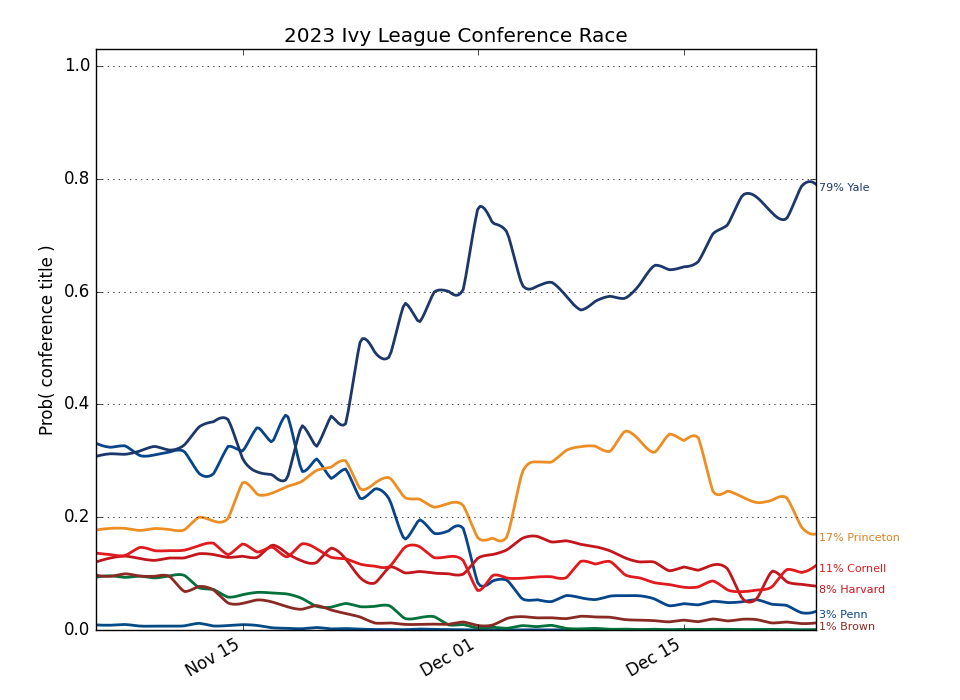 2023 Ivy League Conference Race
Prob( conference title )
1.0
0.8
0.6
0.4
0.2
0.0
79% Yale
17% Princeton
11% Cornell
8% Harvard
3% Penn
1% Brown
Nov 15
Dec 01
Dec 15